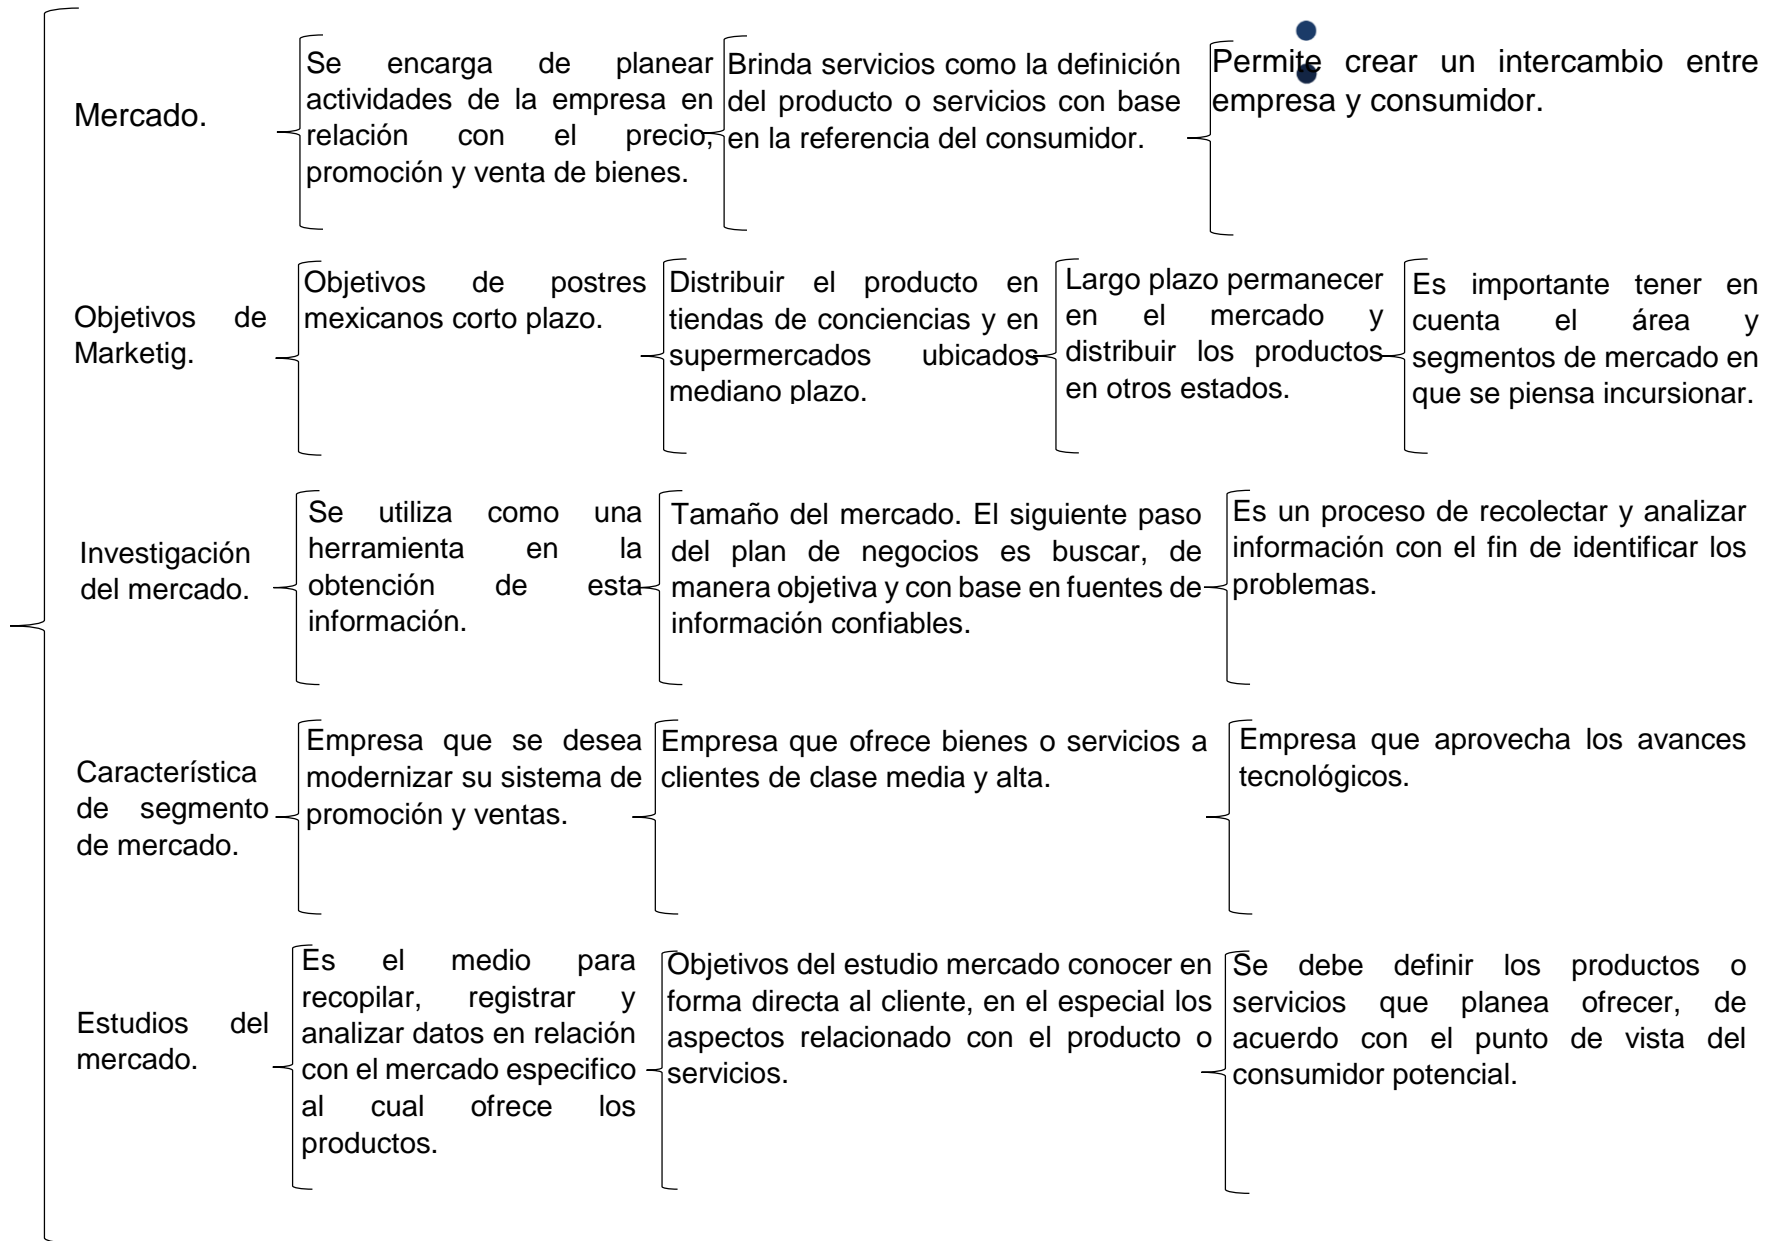 Mercado.
Se encarga de planear
actividades de la empresa en
relación con el precio,
promoción y venta de bienes.
Brinda servicios como la definición
del producto o servicios con base
en la referencia del consumidor.
Permite crear un intercambio entre
empresa y consumidor.
Objetivos de
Marketig.
Objetivos de postres
mexicanos corto plazo.
Distribuir el producto en
tiendas de conciencias y en
supermercados ubicados
mediano plazo.
Largo plazo permanecer
en el mercado y
distribuir los productos
en otros estados.
Es importante tener en
cuenta el área y
segmentos de mercado en
que se piensa incursionar.
Investigación
del mercado.
Se utiliza como una
herramienta en la
obtención de esta
información.
Tamaño del mercado. El siguiente paso
del plan de negocios es buscar, de
manera objetiva y con base en fuentes de
información confiables.
Es un proceso de recolectar y analizar
información con el fin de identificar los
problemas.
Característica
de segmento
de mercado.
Empresa que se desea
modernizar su sistema de
promoción y ventas.
Empresa que ofrece bienes o servicios a
clientes de clase media y alta.
Empresa que aprovecha los avances
tecnológicos.
Estudios del
mercado.
Es el medio para
recopilar, registrar y
analizar datos en relación
con el mercado especifico
al cual ofrece los
productos.
Objetivos del estudio mercado conocer en
forma directa al cliente, en el especial los
aspectos relacionado con el producto o
servicios.
Se debe definir los productos o
servicios que planea ofrecer, de
acuerdo con el punto de vista del
consumidor potencial.